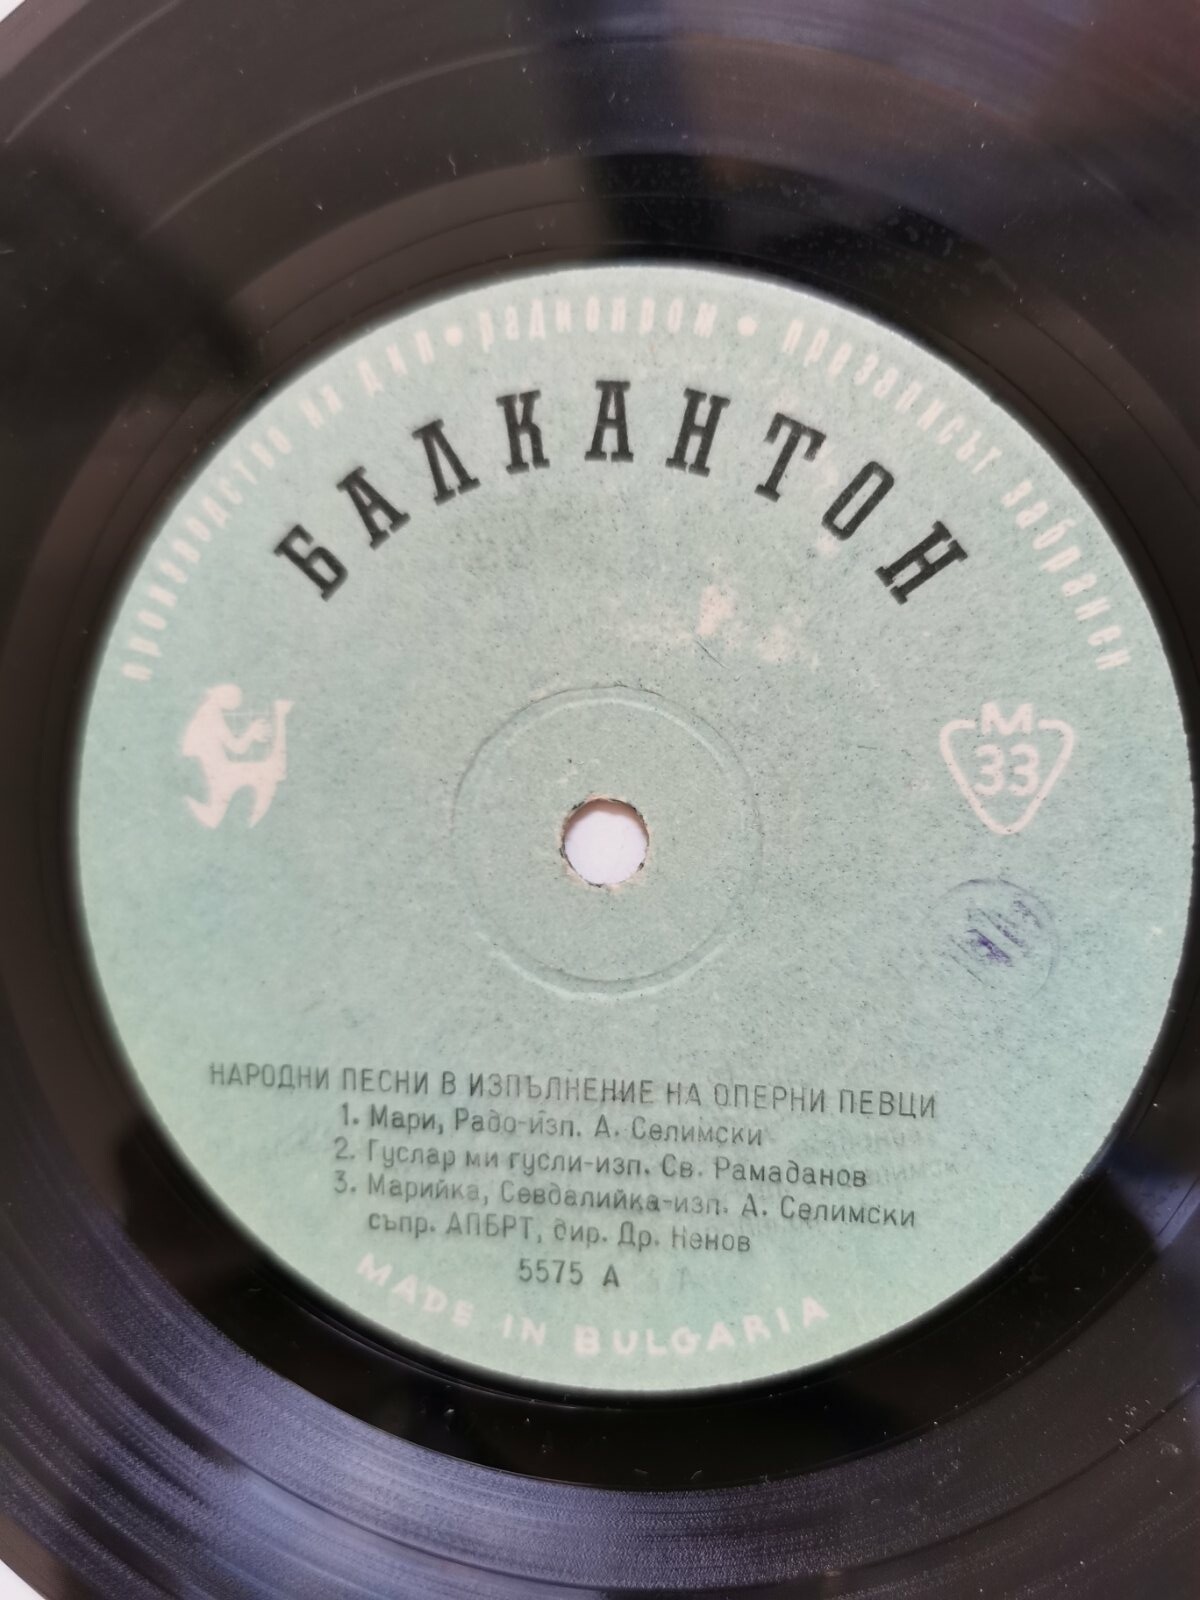 производство на дип • радиопром • презаписът забранен
БАЛКАНТОН
М
33
НАРОДНИ ПЕСНИ В ИЗПЪЛНЕНИЕ НА ОПЕРНИ ПЕВЦИ
1. Мари, Радо-изп. А. Селимски
2. Гуслар ми гусли-изп. Св. Рамаданов
3. Марийка, Севдалийка-изп. А. Селимски
съпр. АПБРТ, дир. Др. Ненов
5575 А
MADE IN BULGARIA